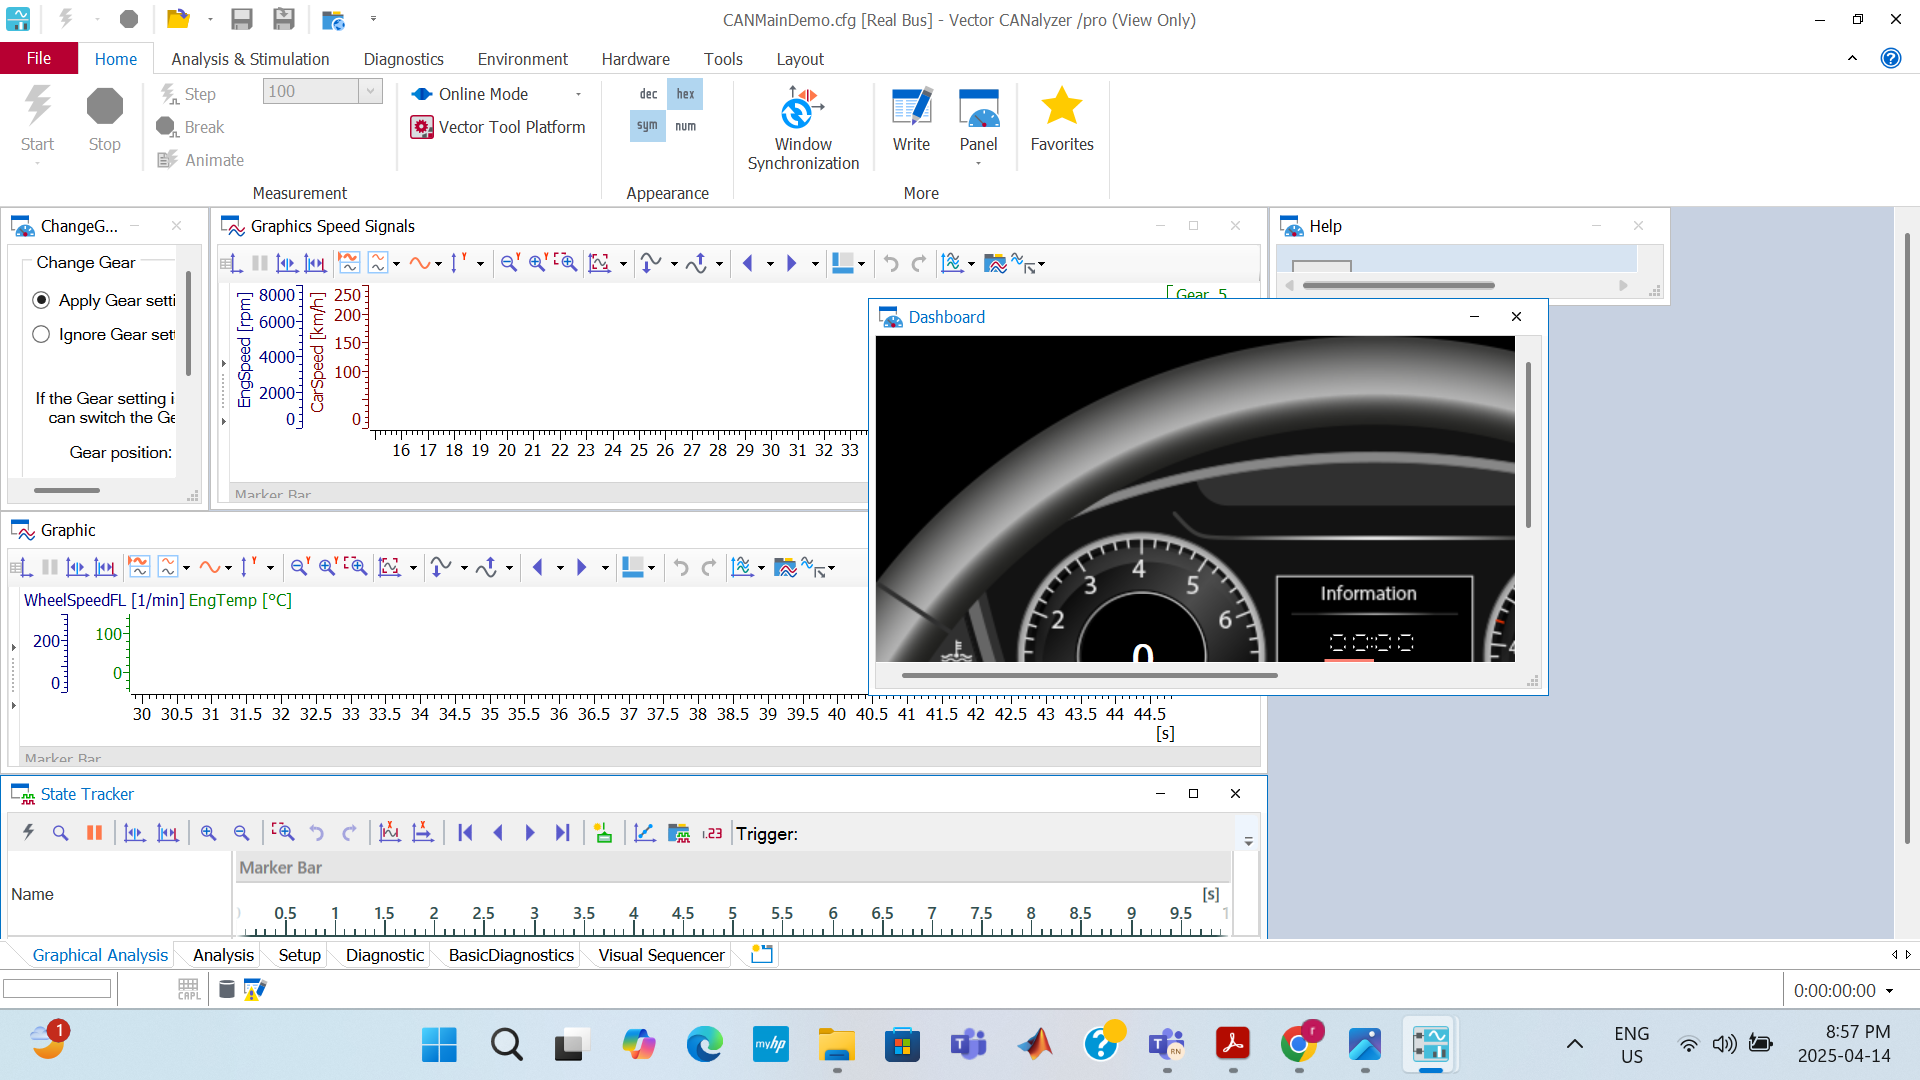 CANMainDemo.cfg [Real Bus] - Vector CANalyzer /pro (View Only)
File Home Analysis & Stimulation Diagnostics Environment Hardware Tools Layout
Start
Stop
Step
100
Break
Animate
Measurement
Online Mode
Vector Tool Platform
dec hex
sym num
Appearance
Window
Synchronization
Write
Panel
More
Favorites
ChangeG...
Change Gear
Apply Gear setti
Ignore Gear set
If the Gear setting i
can switch the Ge
Gear position:
Graphics Speed Signals
EngSpeed [rpm]
8000
6000
4000
2000
0
CarSpeed [km/h]
250
200
150
100
0
Gear 5
16 17 18 19 20 21 22 23 24 25 26 27 28 29 30 31 32 33
Marker Bar
Help
Dashboard
2 3 4 5 6
0
Information
00:00
4
Graphic
WheelSpeedFL [1/min] EngTemp [°C]
200
0
100
0
30 30.5 31 31.5 32 32.5 33 33.5 34 34.5 35 35.5 36 36.5 37 37.5 38 38.5 39 39.5 40 40.5 41 41.5 42 42.5 43 43.5 44 44.5
[s]
Marker Bar
State Tracker
1.23
Trigger:
Marker Bar
Name
[s]
0.5 1 1.5 2 2.5 3 3.5 4 4.5 5 5.5 6 6.5 7 7.5 8 8.5 9 9.5 1
Graphical Analysis Analysis Setup Diagnostic BasicDiagnostics Visual Sequencer
CAPL
0:00:00:00
1
myhp
T
?
T
RN
r
ENG
US
8:57 PM
2025-04-14